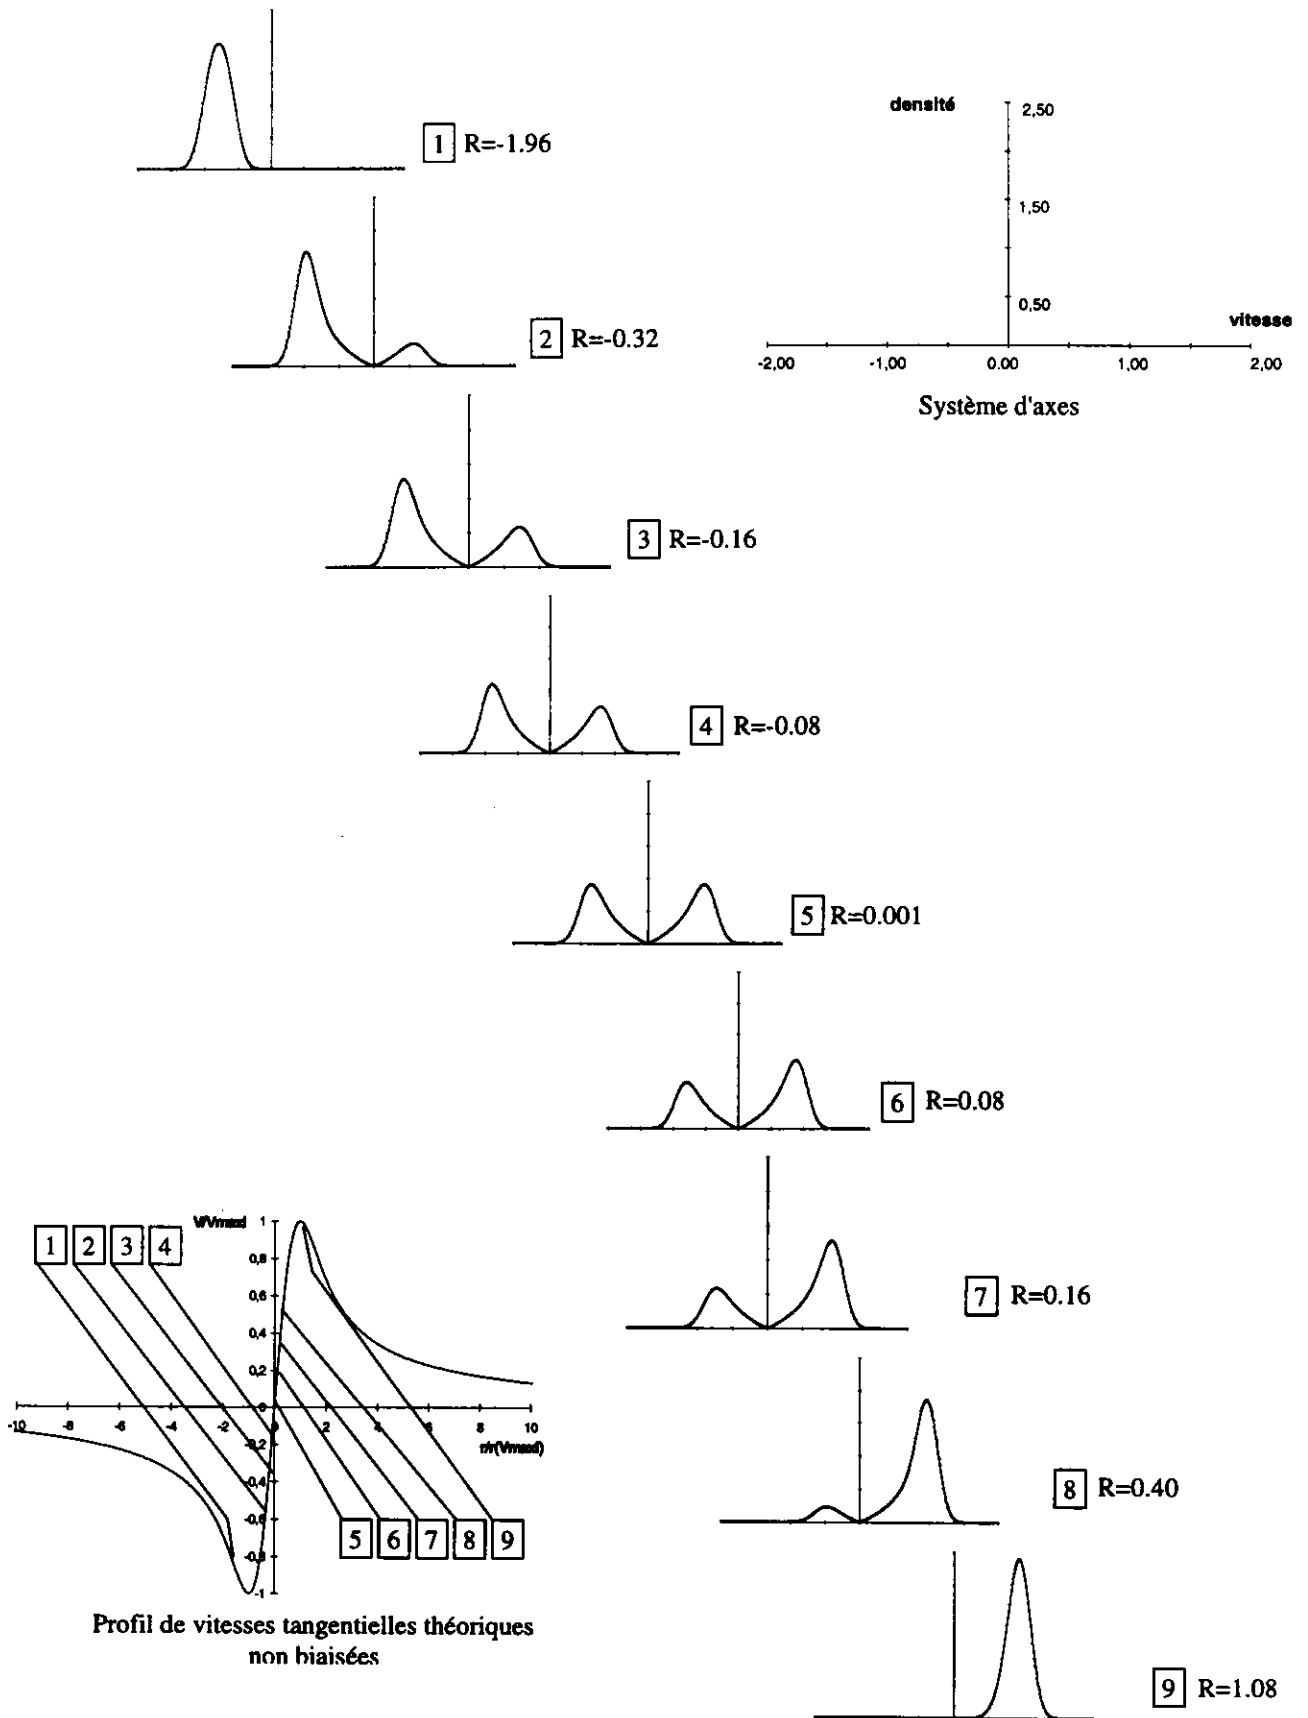 1 R=-1.96
densité
2,50
1,50
0,50
vitesse
-2,00 -1,00 0.00 1,00 2,00
Système d'axes
2 R=-0.32
3 R=-0.16
4 R=-0.08
5 R=0.001
6 R=0.08
7 R=0.16
8 R=0.40
9 R=1.08
V/Vmaxi
1 2 3 4
1
0,8
0,6
0,4
0,2
0
-10 -8 -6 -4 -2 0 2 4 6 8 10
r/r(Vmaxi)
-0,2
-0,4
-0,6
-0,8
-1
5 6 7 8 9
Profil de vitesses tangentielles théoriques
non biaisées